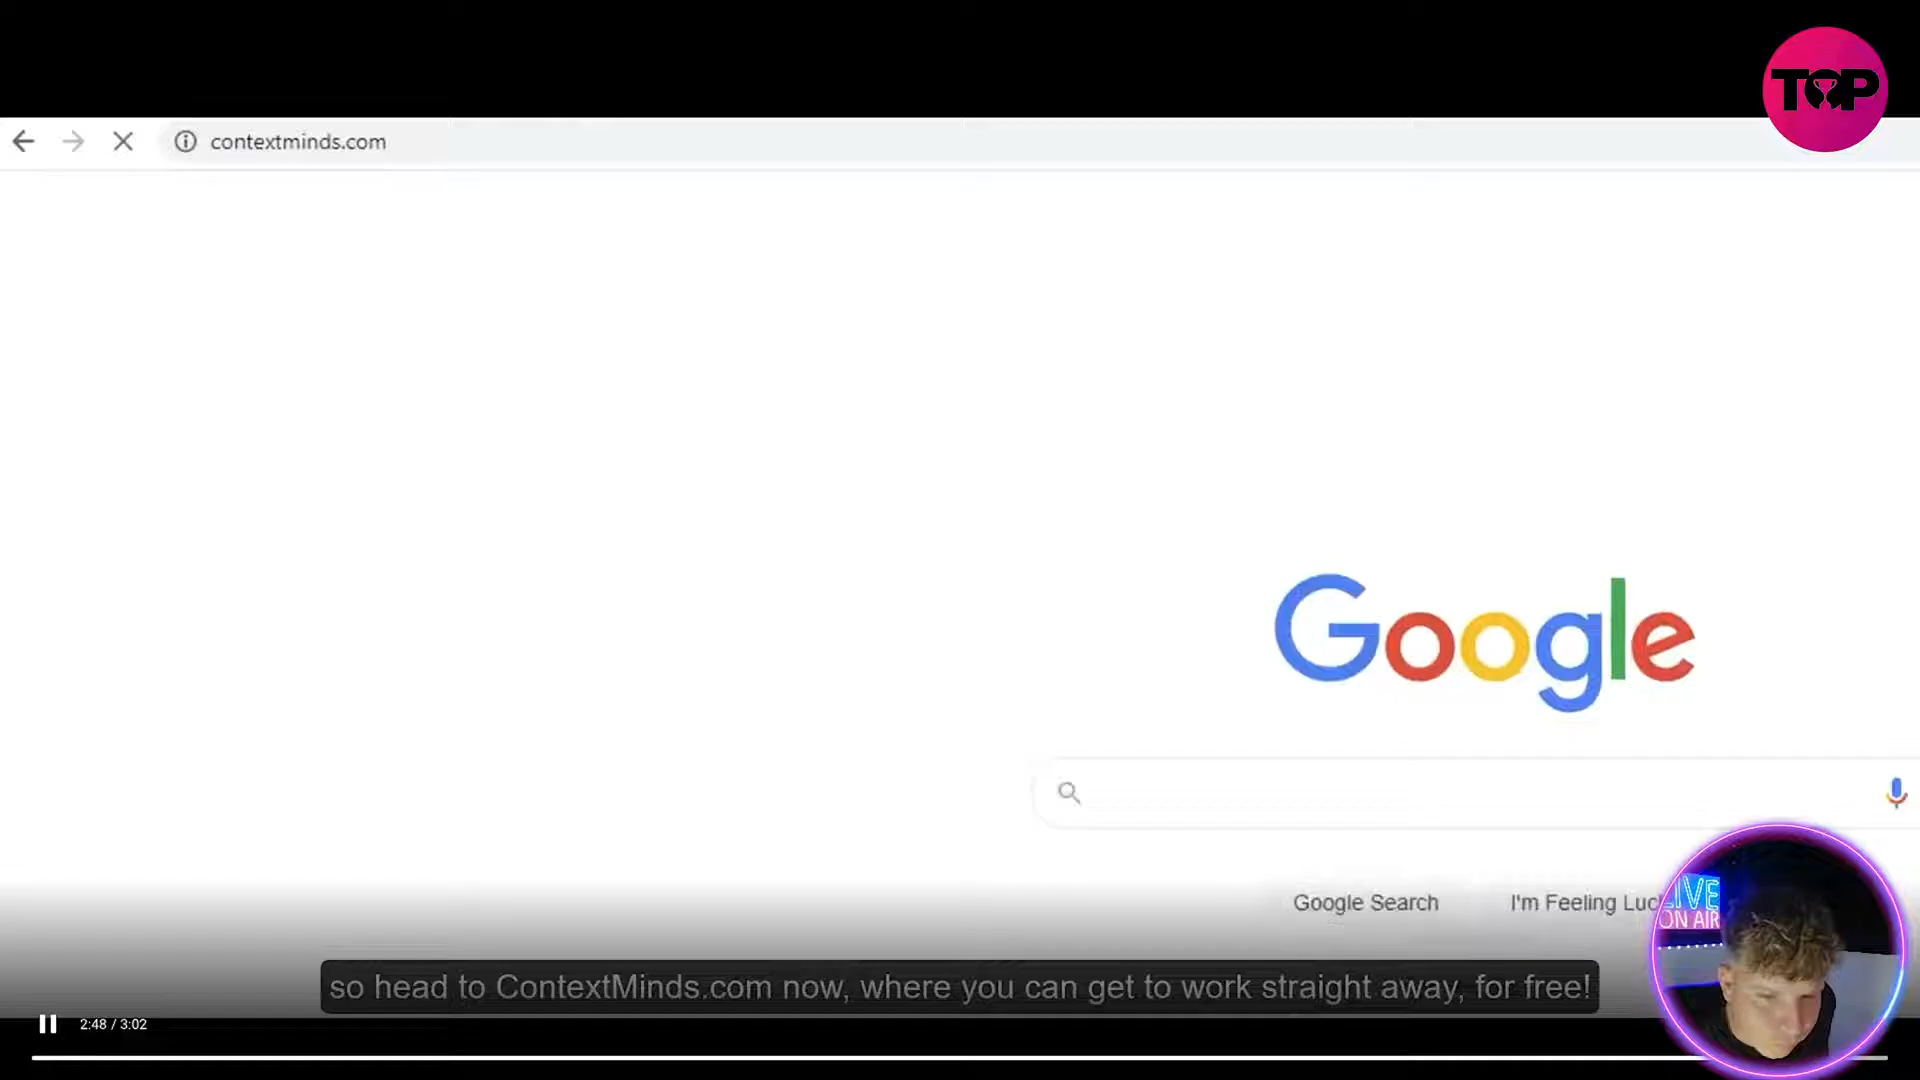 TOP
contextminds.com
Google
Google Search
I'm Feeling Luc
LIVE
ON AIR
so head to ContextMinds.com now, where you can get to work straight away, for free!
2:48 / 3:02